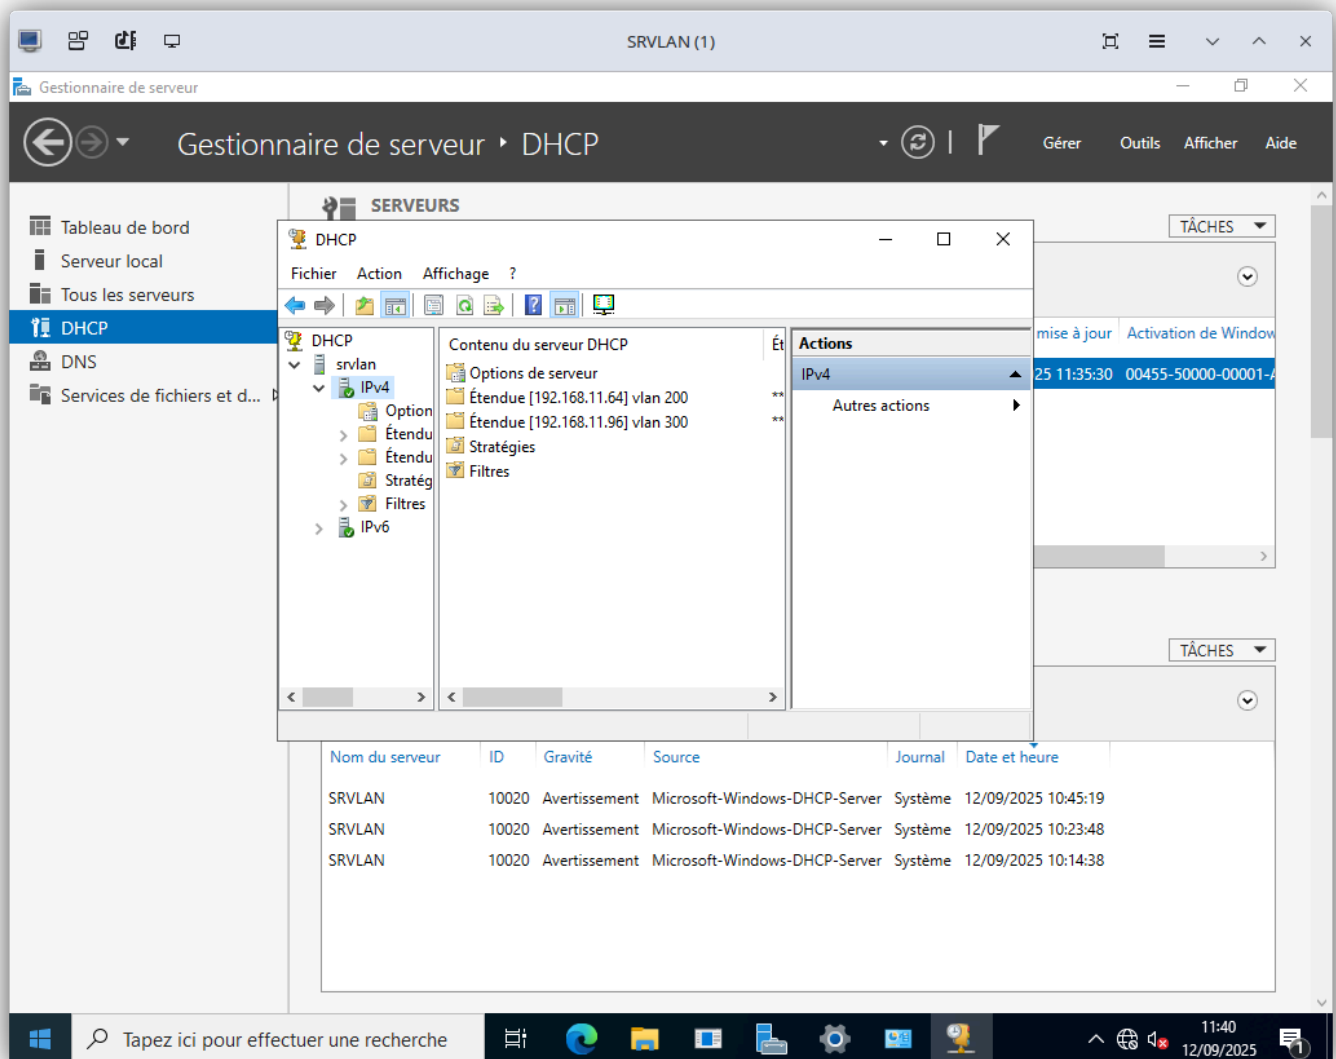 SRVLAN (1)
Gestionnaire de serveur
Gestionnaire de serveur DHCP
Gérer Outils Afficher Aide
Tableau de bord
Serveur local
Tous les serveurs
DHCP
DNS
Services de fichiers et d...
SERVEURS
TÂCHES
mise à jour Activation de Window
25 11:35:30 00455-50000-00001-A
DHCP
Fichier Action Affichage ?
DHCP
srvlan
IPv4
Option
Étendu
Étendu
Stratég
Filtres
IPv6
Contenu du serveur DHCP Ét
Options de serveur
Étendue [192.168.11.64] vlan 200 **
Étendue [192.168.11.96] vlan 300 **
Stratégies
Filtres
Actions
IPv4
Autres actions
TÂCHES
Nom du serveur ID Gravité Source Journal Date et heure
SRVLAN 10020 Avertissement Microsoft-Windows-DHCP-Server Système 12/09/2025 10:45:19
SRVLAN 10020 Avertissement Microsoft-Windows-DHCP-Server Système 12/09/2025 10:23:48
SRVLAN 10020 Avertissement Microsoft-Windows-DHCP-Server Système 12/09/2025 10:14:38
Tapez ici pour effectuer une recherche
11:40
12/09/2025
1